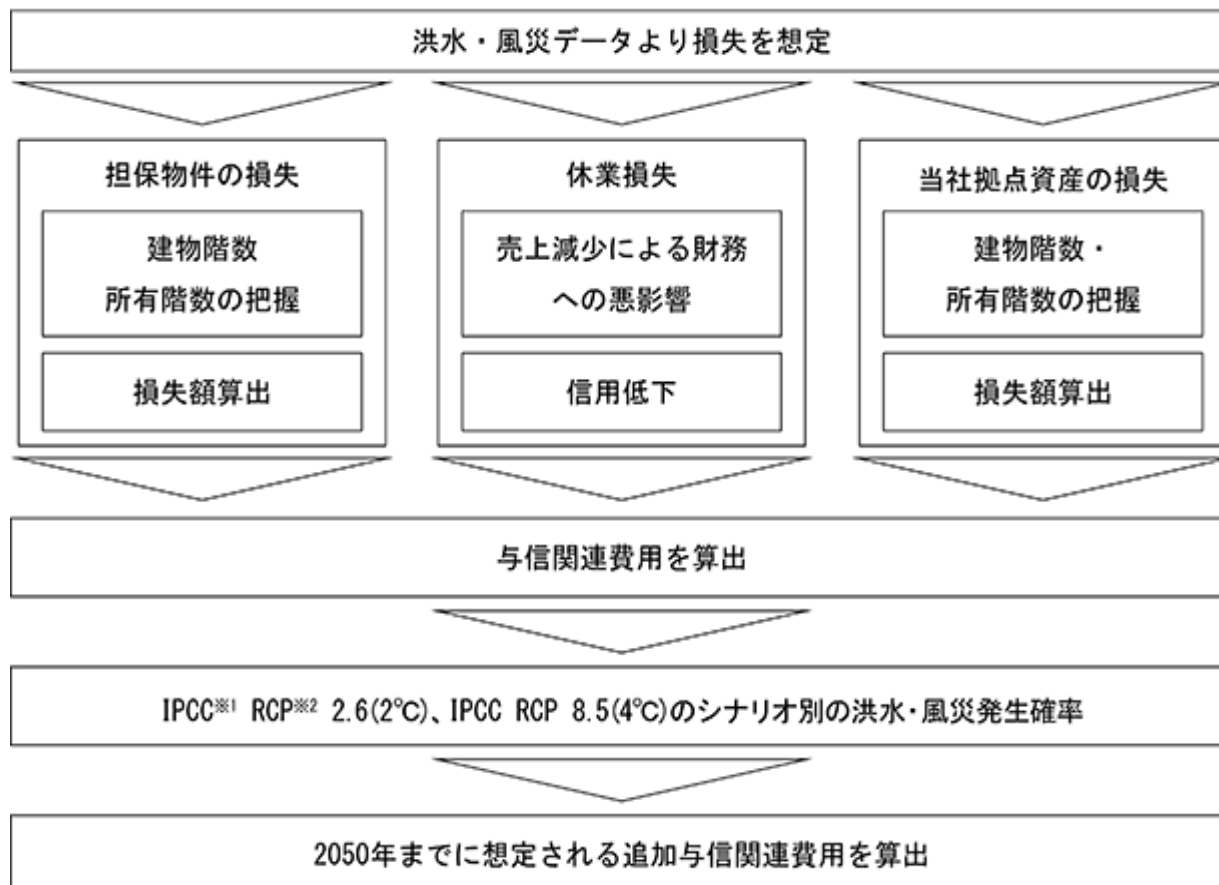 洪水・風災データより損失を想定
担保物件の損失
建物階数
所有階数の把握
損失額算出
休業損失
売上減少による財務
への悪影響
信用低下
当社拠点資産の損失
建物階数・
所有階数の把握
損失額算出
与信関連費用を算出
IPCC※1 RCP※2 2.6(2℃)、IPCC RCP 8.5(4℃)のシナリオ別の洪水・風災発生確率
2050年までに想定される追加与信関連費用を算出